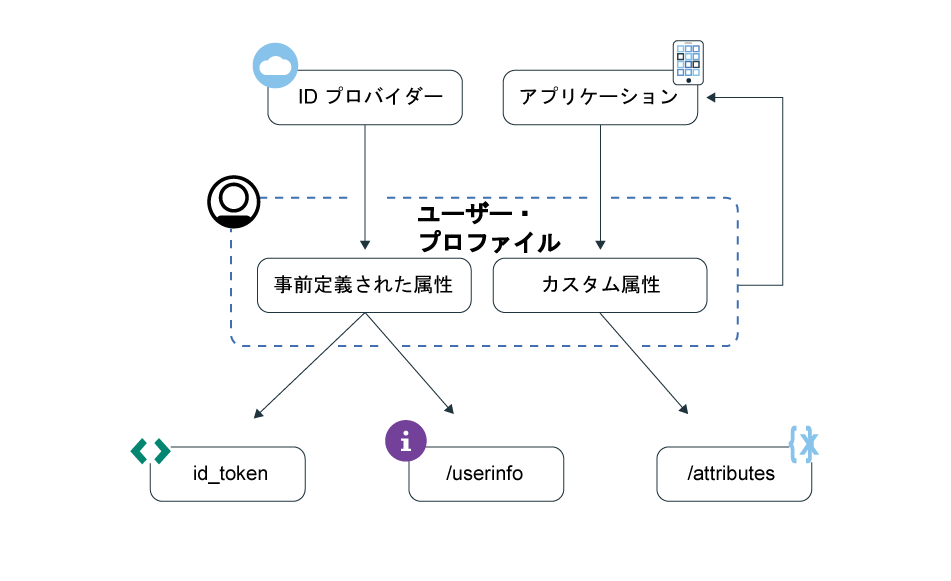 ID プロバイダー
アプリケーション
ユーザー・
プロファイル
事前定義された属性
カスタム属性
id_token
/userinfo
/attributes